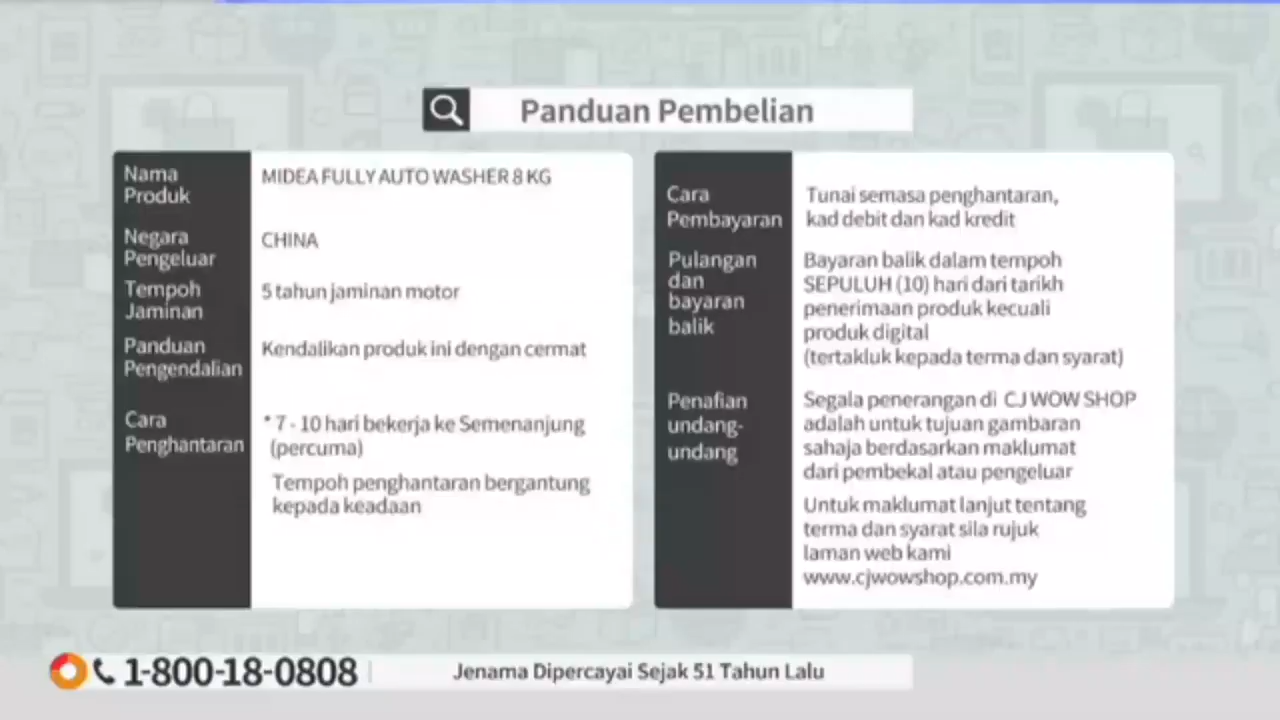 Panduan Pembelian
Nama
Produk
MIDEA FULLY AUTO WASHER 8 KG
Negara
Pengeluar
CHINA
Tempoh
Jaminan
5 tahun jaminan motor
Panduan
Pengendalian
Kendalikan produk ini dengan cermat
Cara
Penghantaran
* 7 - 10 hari bekerja ke Semenanjung
(percuma)
Tempoh penghantaran bergantung
kepada keadaan
Cara
Pembayaran
Tunai semasa penghantaran,
kad debit dan kad kredit
Pulangan
dan
bayaran
balik
Bayaran balik dalam tempoh
SEPULUH (10) hari dari tarikh
penerimaan produk kecuali
produk digital
(tertakluk kepada terma dan syarat)
Penafian
undang-
undang
Segala penerangan di CJ WOW SHOP
adalah untuk tujuan gambaran
sahaja berdasarkan maklumat
dari pembekal atau pengeluar
Untuk maklumat lanjut tentang
terma dan syarat sila rujuk
laman web kami
www.cjwowshop.com.my
1-800-18-0808
Jenama Dipercayai Sejak 51 Tahun Lalu